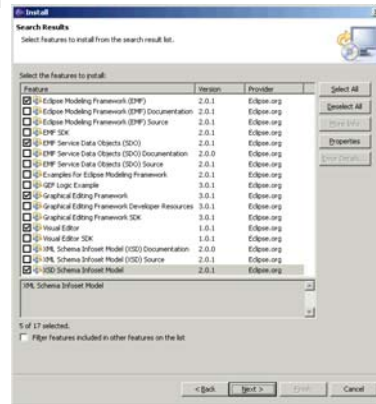 Install
Search Results
Select features to install from the search result list.
Select the features to install:
Feature Version Provider
Eclipse Modeling Framework (EMF) 2.0.1 Eclipse.org
Eclipse Modeling Framework (EMF) Documentation 2.0.1 Eclipse.org
Eclipse Modeling Framework (EMF) Source 2.0.1 Eclipse.org
EMF SDK 2.0.1 Eclipse.org
EMF Service Data Objects (SDO) 2.0.1 Eclipse.org
EMF Service Data Objects (SDO) Documentation 2.0.0 Eclipse.org
EMF Service Data Objects (SDO) Source 2.0.1 Eclipse.org
Examples for Eclipse Modeling Framework 2.0.1 Eclipse.org
GEF Logic Example 3.0.1 Eclipse.org
Graphical Editing Framework 3.0.1 Eclipse.org
Graphical Editing Framework Developer Resources 3.0.1 Eclipse.org
Graphical Editing Framework SDK 3.0.1 Eclipse.org
Visual Editor 1.0.1 Eclipse.org
Visual Editor SDK 1.0.1 Eclipse.org
XML Schema Infoset Model (XSD) Documentation 2.0.0 Eclipse.org
XML Schema Infoset Model (XSD) Source 2.0.1 Eclipse.org
XSD Schema Infoset Model 2.0.1 Eclipse.org
Select All
Deselect All
More Info
Properties
Error Details...
XML Schema Infoset Model
5 of 17 selected.
Filter features included in other features on the list
< Back
Next >
Finish
Cancel